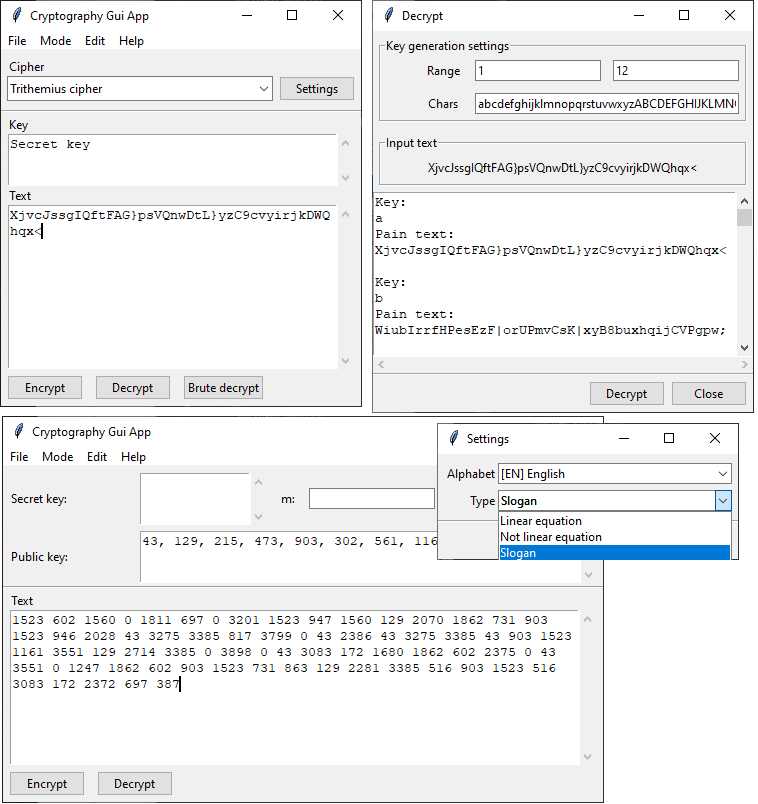 Cryptography Gui App
File Mode Edit Help
Cipher
Trithemius cipher
Settings
Key
Secret key
Text
XjvcJssgIQftFAG}psVQnwDtL}yzC9cvyirjkDWQ
hqx<
Encrypt Decrypt Brute decrypt
Decrypt
Key generation settings
Range 1 12
Chars abcdefghijklmnopqrstuvwxyzABCDEFGHIJKLMN
Input text
XjvcJssgIQftFAG}psVQnwDtL}yzC9cvyirjkDWQhqx<
Key:
a
Pain text:
XjvcJssgIQftFAG}psVQnwDtL}yzC9cvyirjkDWQhqx<
Key:
b
Pain text:
WiubIrrfHPesEzF|orUPmvCsK|xyB8buxhqijCVPgpw;
Decrypt Close
Cryptography Gui App
File Mode Edit Help
Secret key:
m:
Public key:
43, 129, 215, 473, 903, 302, 561, 116
Text
1523 602 1560 0 1811 697 0 3201 1523 947 1560 129 2070 1862 731 903
1523 946 2028 43 3275 3385 817 3799 0 43 2386 43 3275 3385 43 903 1523
1161 3551 129 2714 3385 0 3898 0 43 3083 172 1680 1862 602 2375 0 43
3551 0 1247 1862 602 903 1523 731 863 129 2281 3385 516 903 1523 516
3083 172 2372 697 387
Encrypt Decrypt
Settings
Alphabet [EN] English
Type Slogan
Linear equation
Not linear equation
Slogan